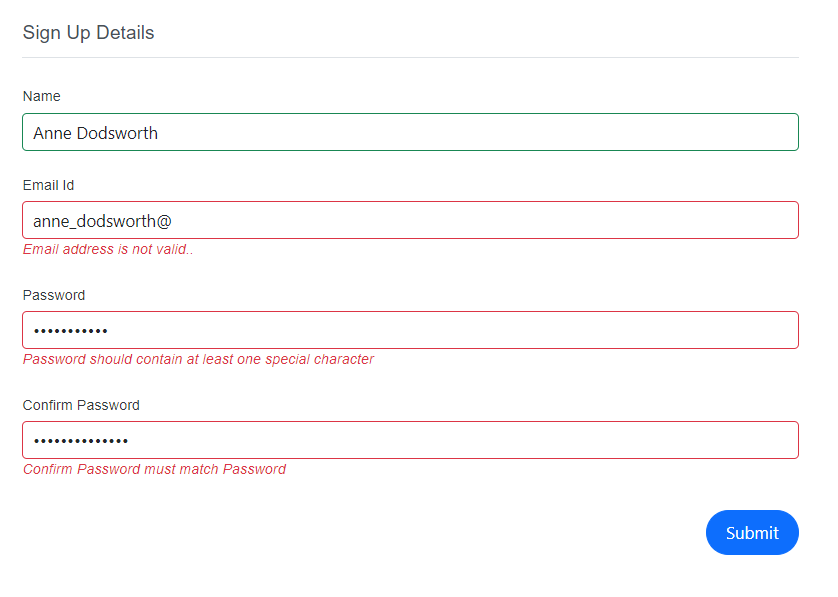 Sign Up Details
Name
Anne Dodsworth
Email Id
anne_dodsworth@
Email address is not valid..
Password
•••••••••••
Password should contain at least one special character
Confirm Password
••••••••••••••
Confirm Password must match Password
Submit